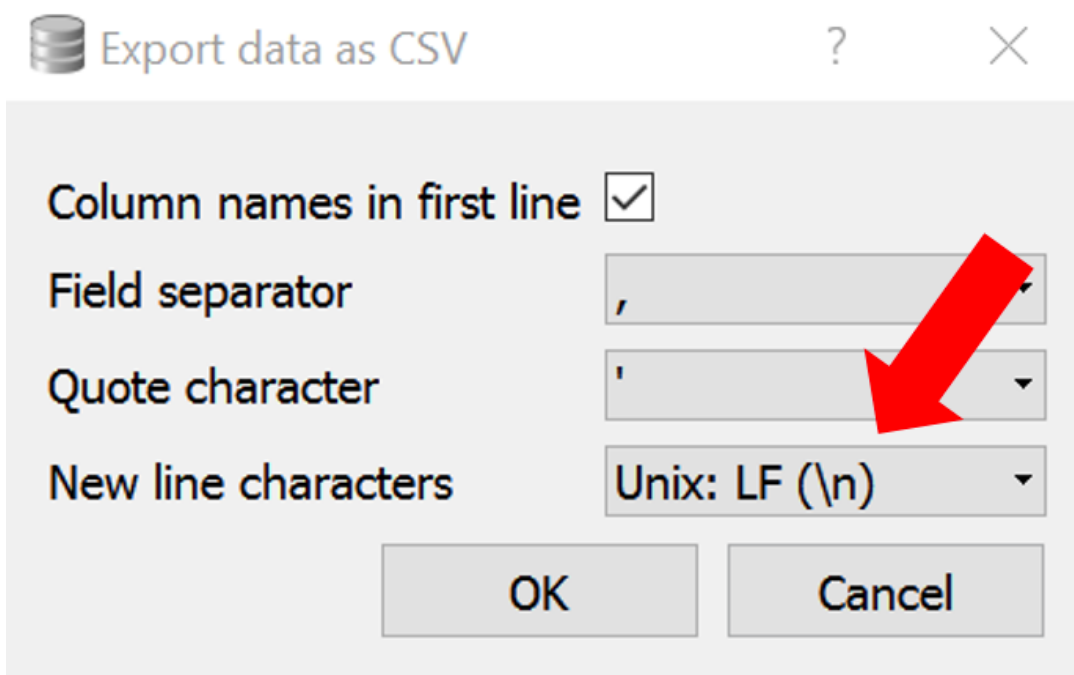 Export data as CSV ?
Column names in first line
Field separator ,
Quote character '
New line characters Unix: LF (\n)
OK Cancel